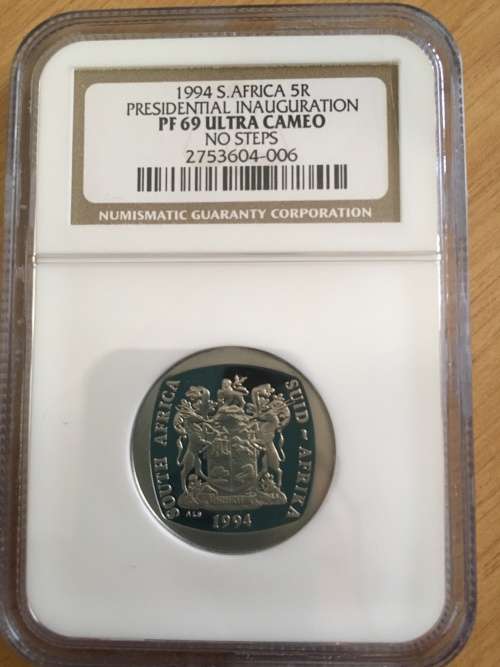 1994 S.AFRICA 5R
PRESIDENTIAL INAUGURATION
PF 69 ULTRA CAMEO
NO STEPS
2753604-006
NUMISMATIC GUARANTY CORPORATION
SOUTH AFRICA
SUID - AFRIKA
ALS
1994